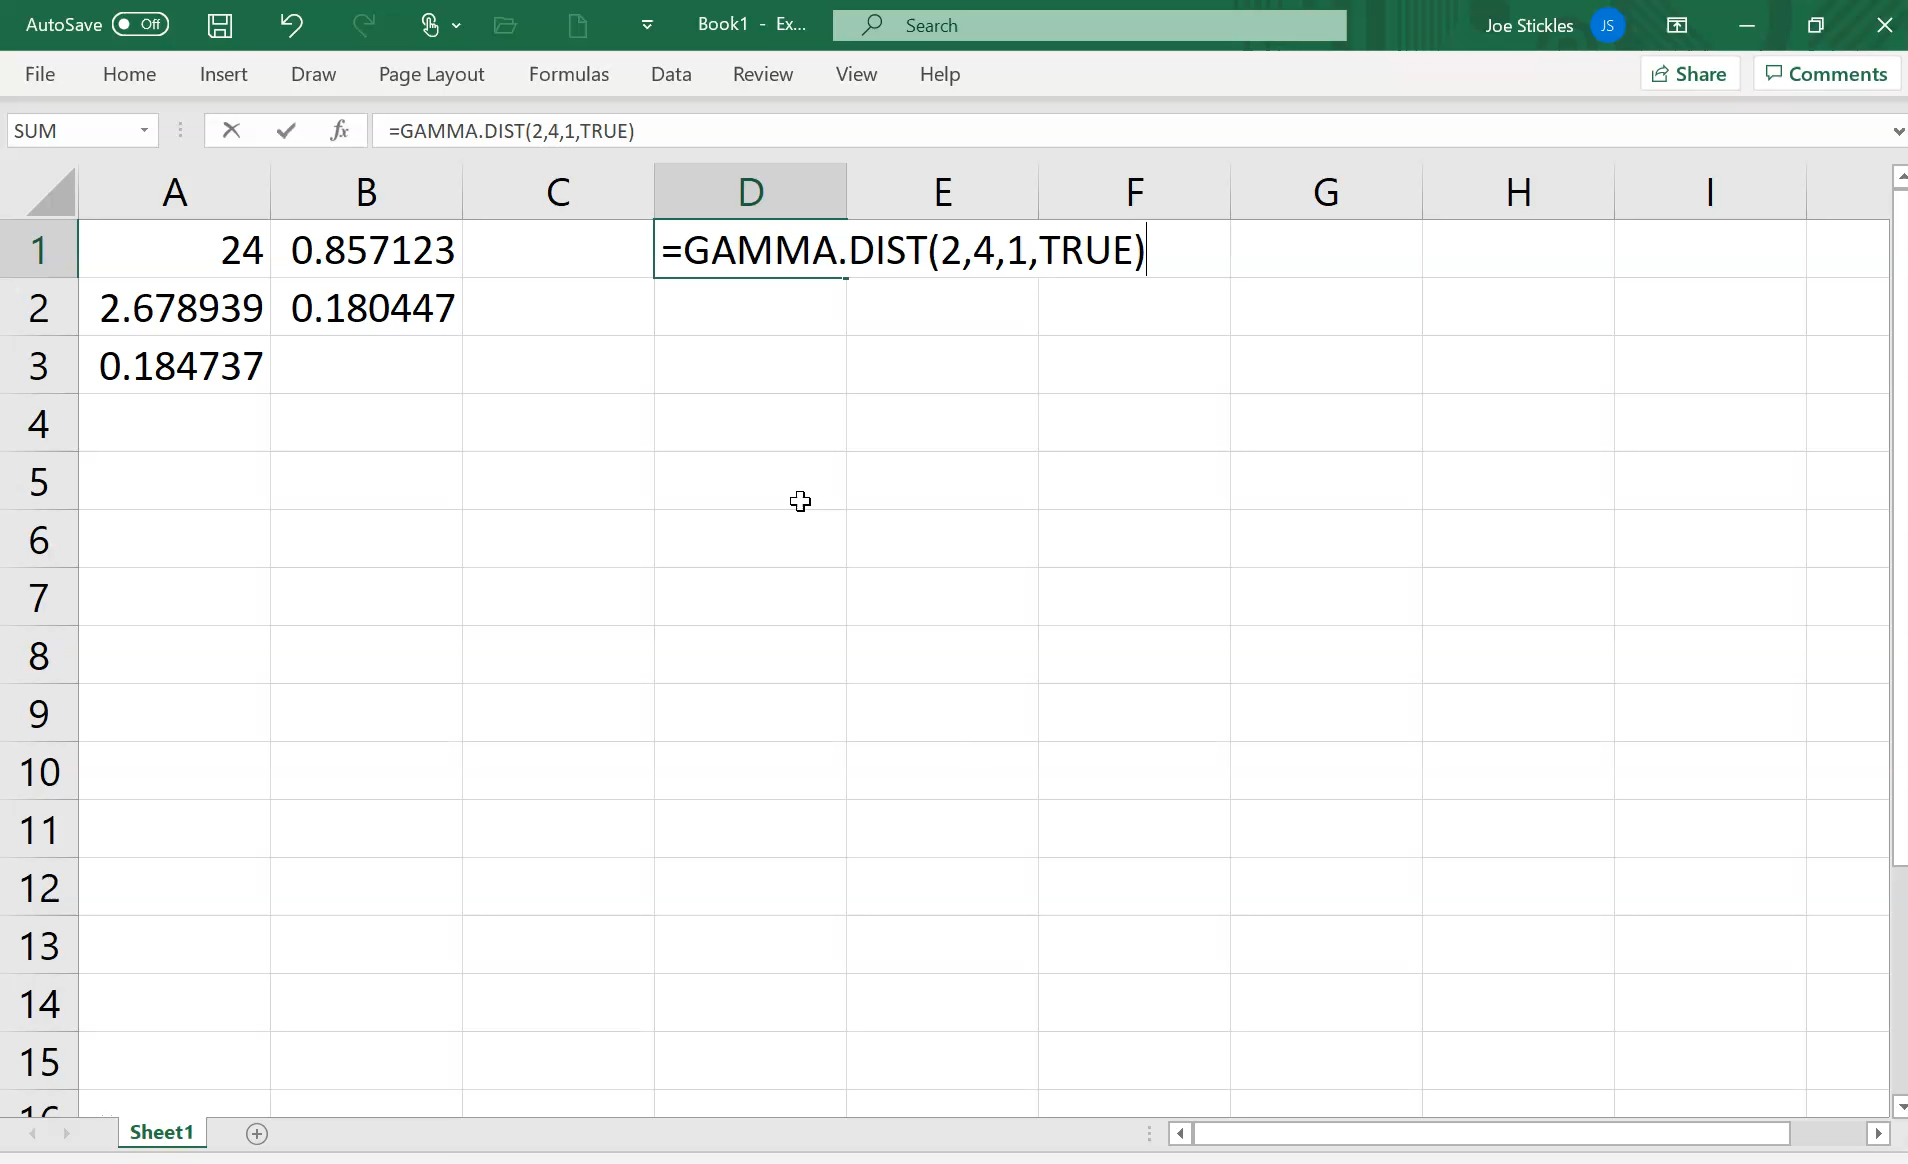 AutoSave Off Book1 - Ex... Search Joe Stickles JS
File Home Insert Draw Page Layout Formulas Data Review View Help Share Comments
SUM fx =GAMMA.DIST(2,4,1,TRUE)
A B C D E F G H I
1 24 0.857123 =GAMMA.DIST(2,4,1,TRUE)
2 2.678939 0.180447
3 0.184737
4
5
6
7
8
9
10
11
12
13
14
15
16
Sheet1